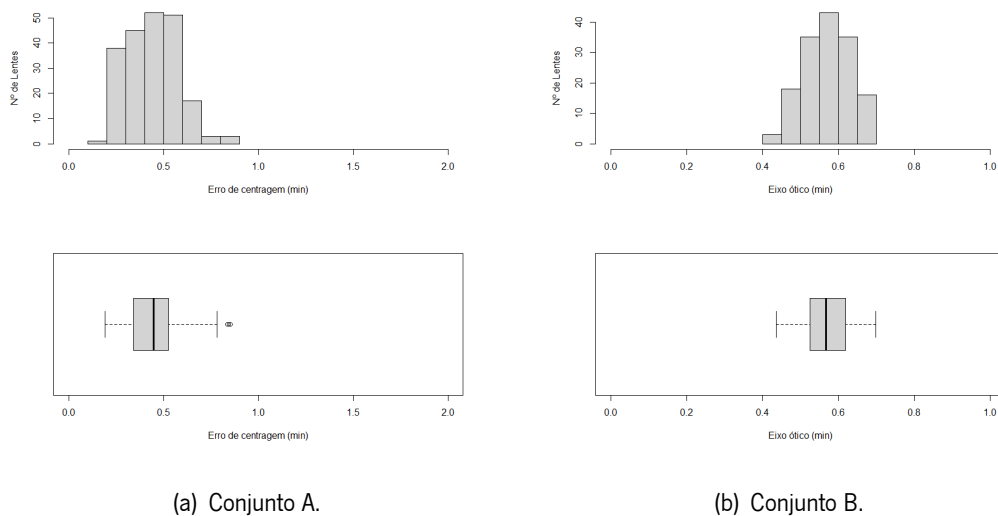 Nº de Lentes
50
40
30
20
10
0
0.0 0.5 1.0 1.5 2.0
Erro de centragem (min)
Nº de Lentes
40
30
20
10
0
0.0 0.2 0.4 0.6 0.8 1.0
Eixo ótico (min)
0.0 0.5 1.0 1.5 2.0
Erro de centragem (min)
0.0 0.2 0.4 0.6 0.8 1.0
Eixo ótico (min)
(a) Conjunto A.
(b) Conjunto B.